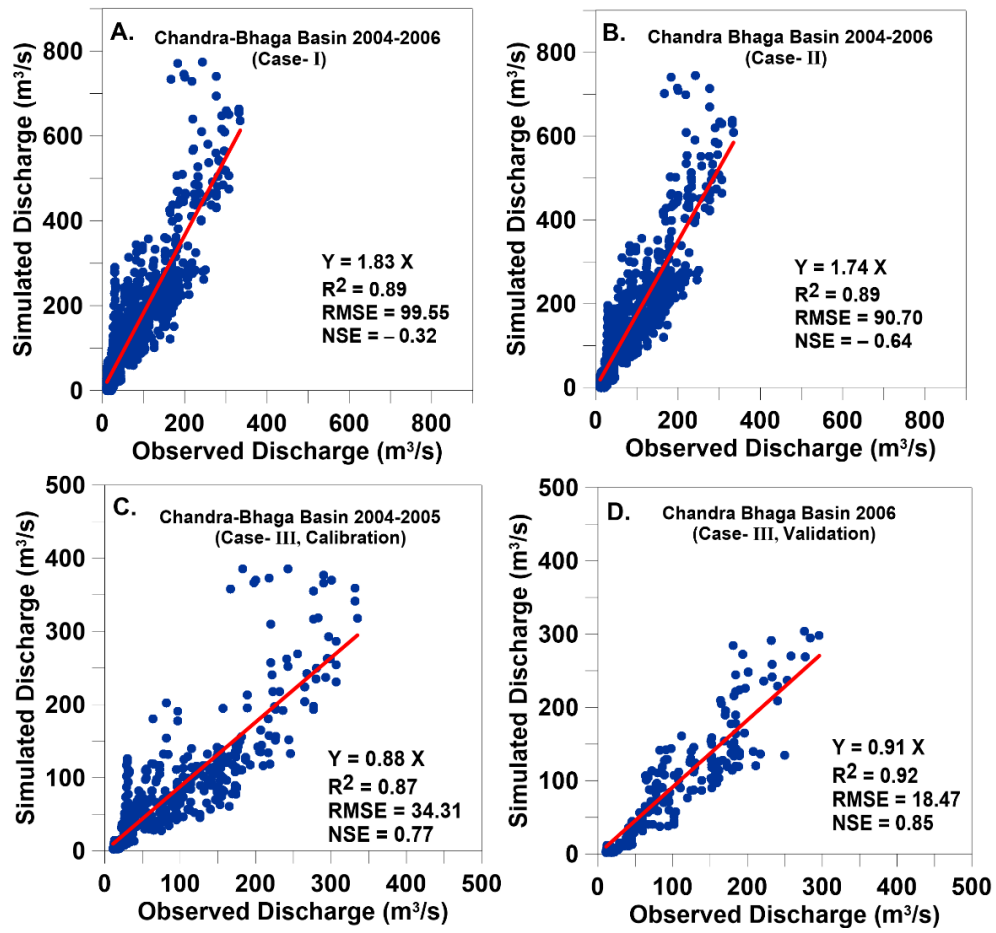 A.
Chandra-Bhaga Basin 2004-2006
(Case- I)
Simulated Discharge (m³/s)
800
600
400
200
0
Y = 1.83 X
R² = 0.89
RMSE = 99.55
NSE = – 0.32
0 200 400 600 800
Observed Discharge (m³/s)
B.
Chandra Bhaga Basin 2004-2006
(Case- II)
Simulated Discharge (m³/s)
800
600
400
200
0
Y = 1.74 X
R² = 0.89
RMSE = 90.70
NSE = – 0.64
0 200 400 600 800
Observed Discharge (m³/s)
C.
Chandra-Bhaga Basin 2004-2005
(Case- III, Calibration)
Simulated Discharge (m³/s)
500
400
300
200
100
0
Y = 0.88 X
R² = 0.87
RMSE = 34.31
NSE = 0.77
0 100 200 300 400 500
Observed Discharge (m³/s)
D.
Chandra Bhaga Basin 2006
(Case- III, Validation)
Simulated Discharge (m³/s)
500
400
300
200
100
0
Y = 0.91 X
R² = 0.92
RMSE = 18.47
NSE = 0.85
0 100 200 300 400 500
Observed Discharge (m³/s)